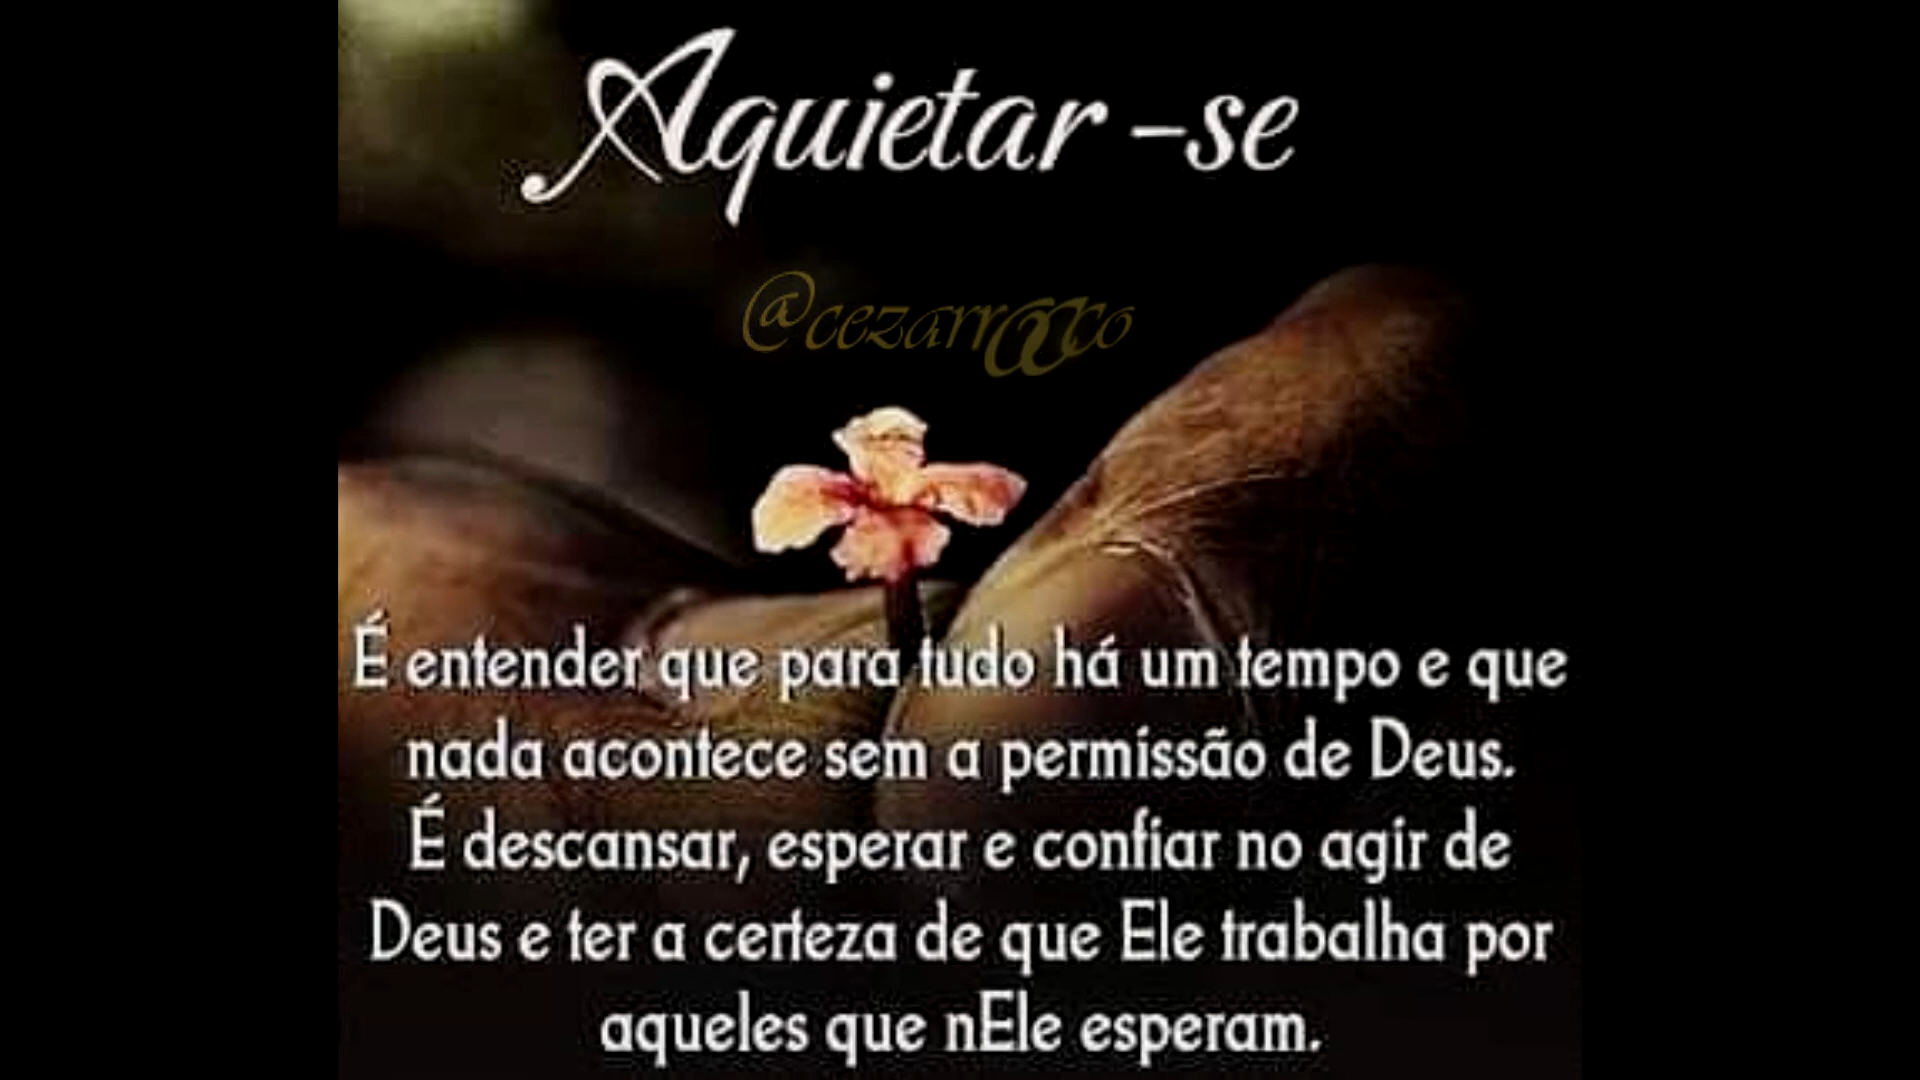 Aquietar-se
@cezarrocco
É entender que para tudo há um tempo e que
nada acontece sem a permissão de Deus.
É descansar, esperar e confiar no agir de
Deus e ter a certeza de que Ele trabalha por
aqueles que nEle esperam.